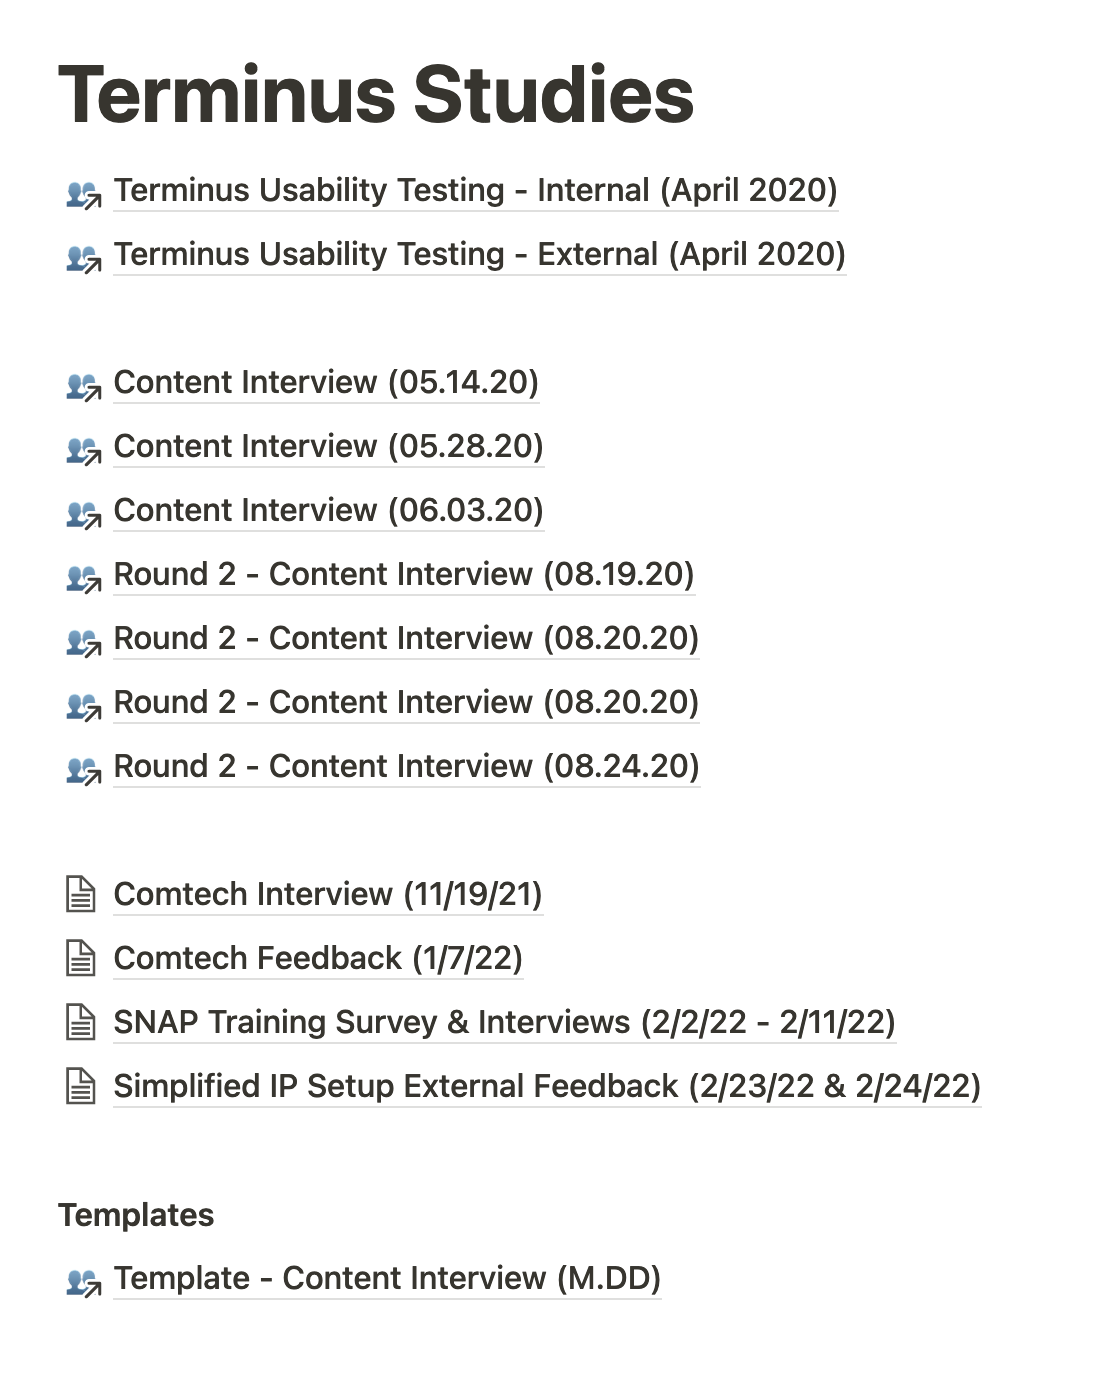 Terminus Studies
Terminus Usability Testing - Internal (April 2020)
Terminus Usability Testing - External (April 2020)
Content Interview (05.14.20)
Content Interview (05.28.20)
Content Interview (06.03.20)
Round 2 - Content Interview (08.19.20)
Round 2 - Content Interview (08.20.20)
Round 2 - Content Interview (08.20.20)
Round 2 - Content Interview (08.24.20)
Comtech Interview (11/19/21)
Comtech Feedback (1/7/22)
SNAP Training Survey & Interviews (2/2/22 - 2/11/22)
Simplified IP Setup External Feedback (2/23/22 & 2/24/22)
Templates
Template - Content Interview (M.DD)